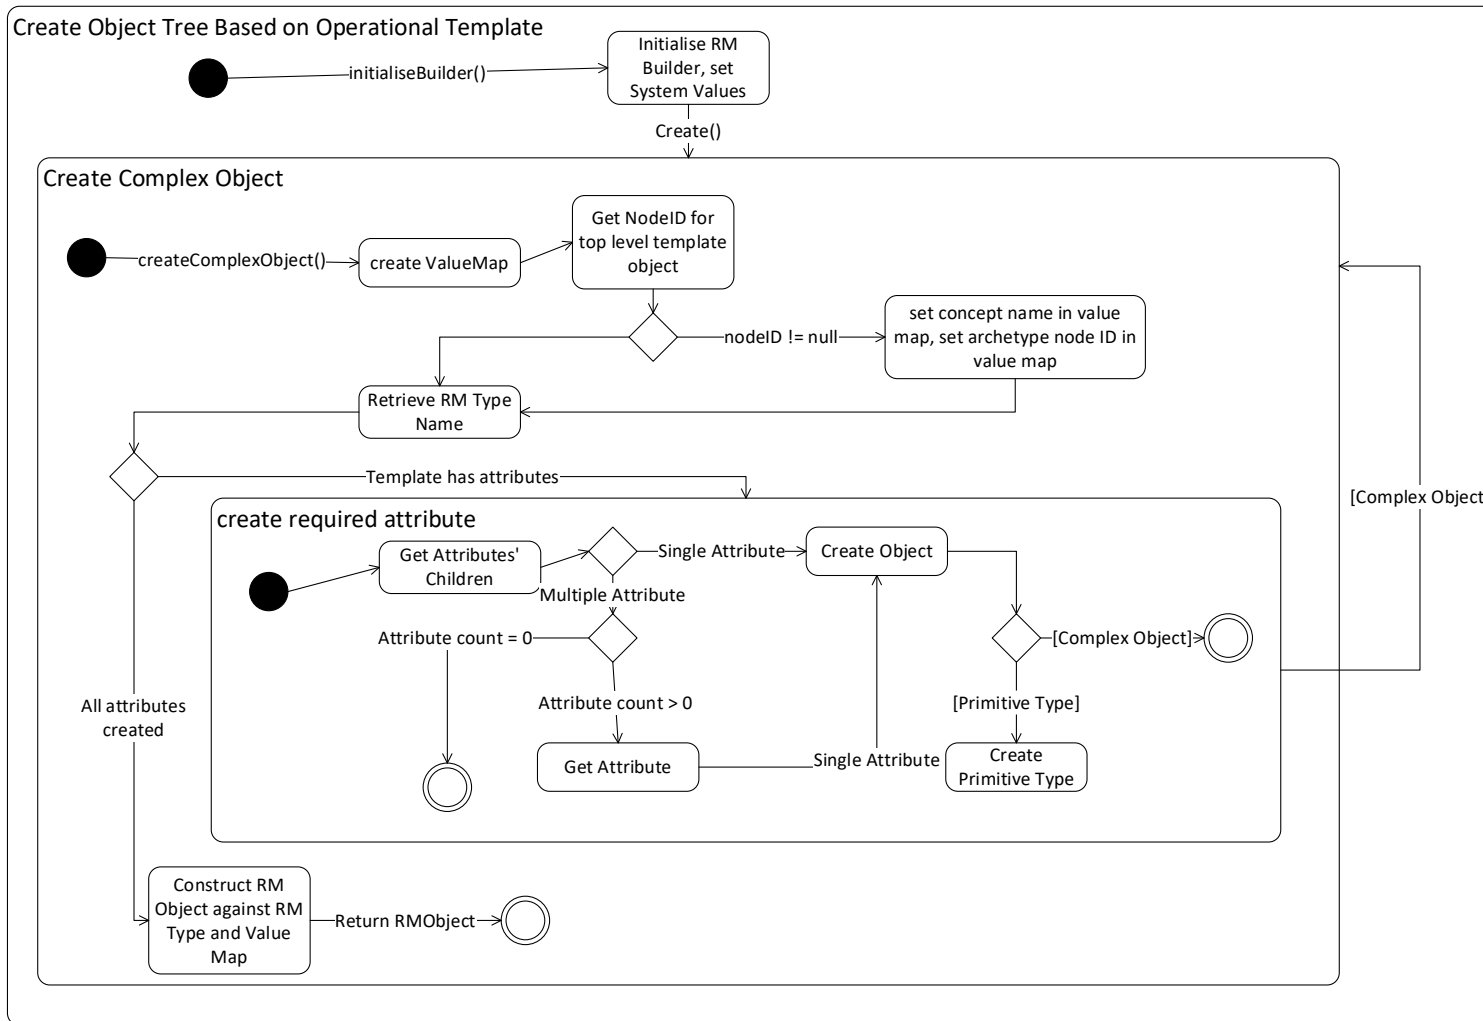 Create Object Tree Based on Operational Template
initialiseBuilder()
Initialise RM
Builder, set
System Values
Create()
Create Complex Object
createComplexObject()
create ValueMap
Get NodeID for
top level template
object
nodeID != null
set concept name in value
map, set archetype node ID in
value map
Retrieve RM Type
Name
Template has attributes
[Complex Object
create required attribute
Get Attributes'
Children
Single Attribute
Create Object
Multiple Attribute
Attribute count = 0
[Complex Object]
Attribute count > 0
[Primitive Type]
All attributes
created
Get Attribute
Single Attribute
Create
Primitive Type
Construct RM
Object against RM
Type and Value
Map
Return RMObject